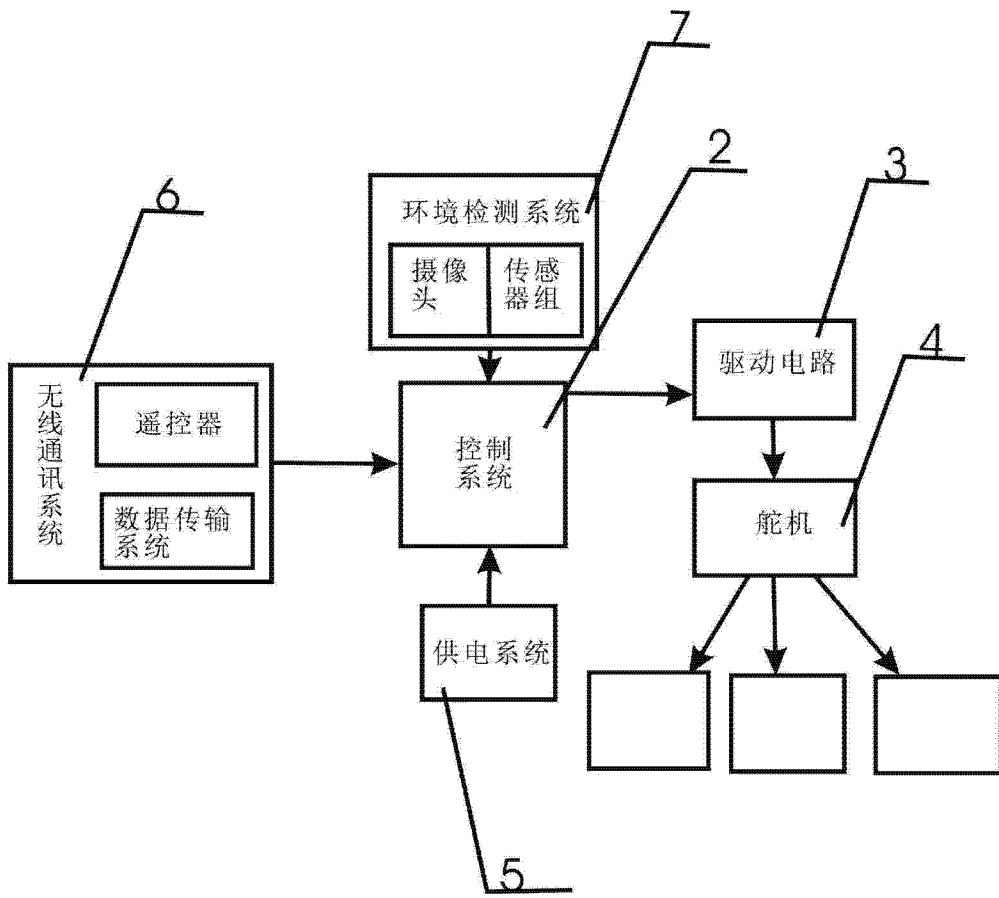 7
2
3
6
环境检测系统
摄像
头
传感
器组
4
驱动电路
无线通讯系统
遥控器
控制
系统
数据传输
系统
舵机
供电系统
5